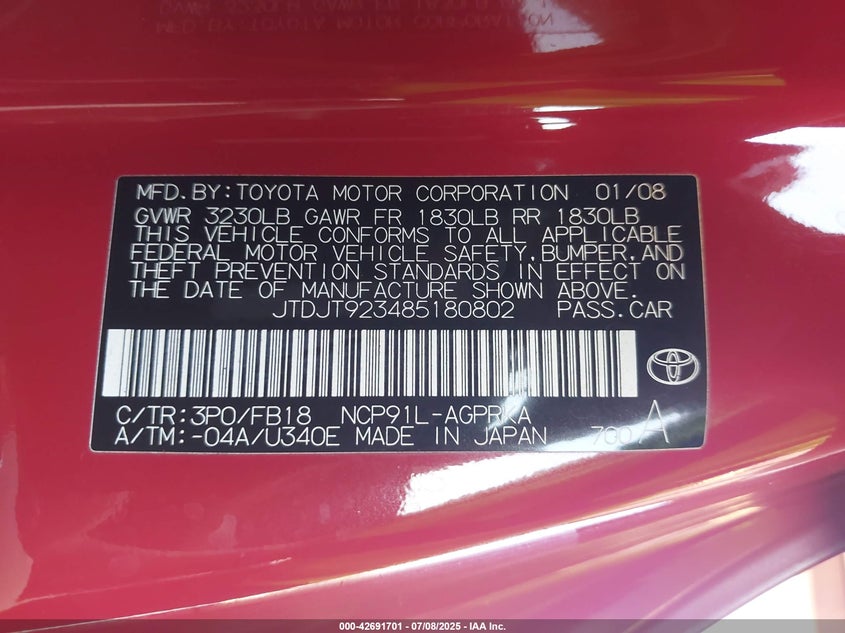 MFD.BY:TOYOTA MOTOR CORPORATION 01/08
GVWR 3230LB GAWR FR 1830LB RR 1830LB
THIS VEHICLE CONFORMS TO ALL APPLICABLE
FEDERAL MOTOR VEHICLE SAFETY,BUMPER,AND
THEFT PREVENTION STANDARDS IN EFFECT ON
THE DATE OF MANUFACTURE SHOWN ABOVE.
JTDJT923485180802 PASS.CAR
C/TR:3P0/FB18 NCP91L-AGPRKA
A/TM:-04A/U340E MADE IN JAPAN A
000-42691701 - 07/08/2025 - IAA Inc.